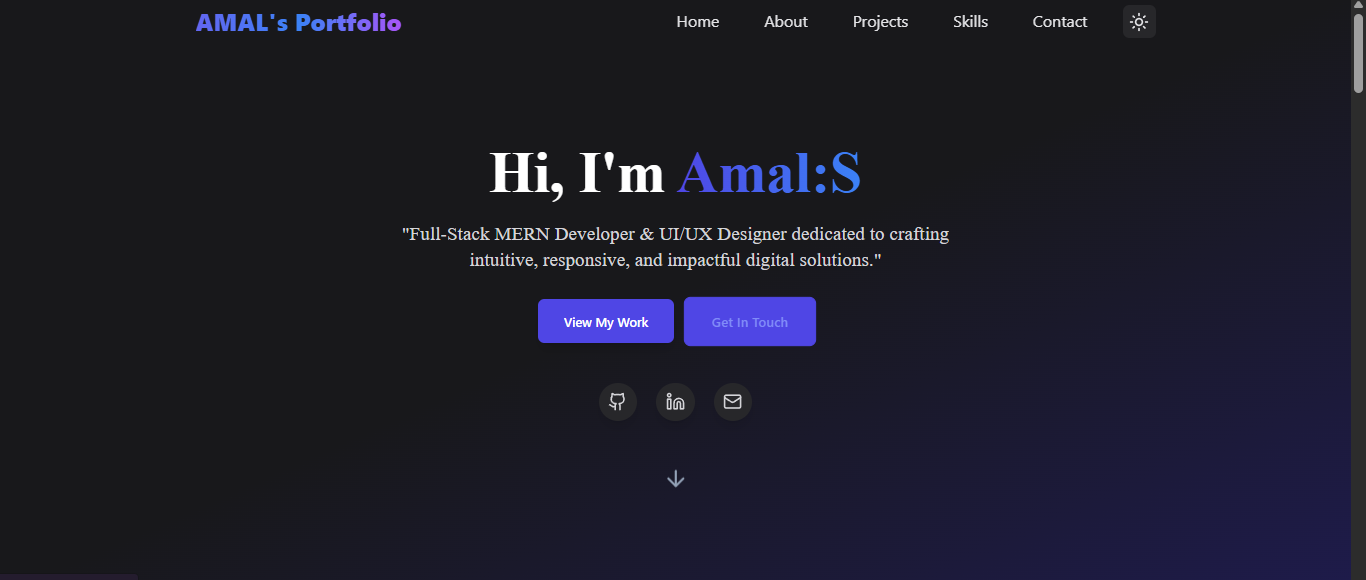 AMAL's Portfolio
Home
About
Projects
Skills
Contact
Hi, I'm Amal:S
"Full-Stack MERN Developer & UI/UX Designer dedicated to crafting
intuitive, responsive, and impactful digital solutions."
View My Work
Get In Touch